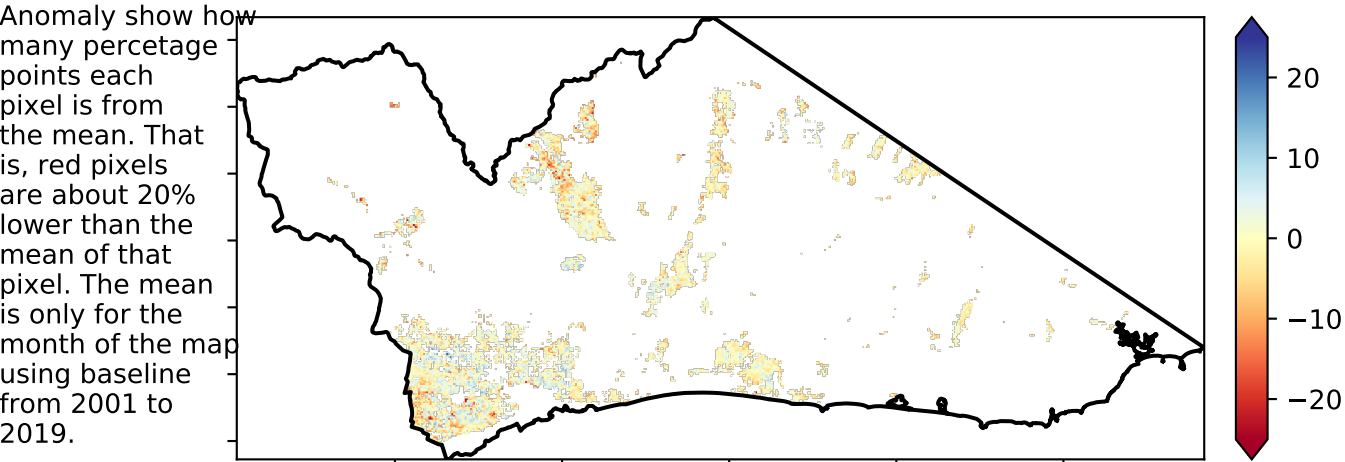 Anomaly show how
many percetage
points each
pixel is from
the mean. That
is, red pixels
are about 20%
lower than the
mean of that
pixel. The mean
is only for the
month of the map
using baseline
from 2001 to
2019.
20
10
0
−10
−20